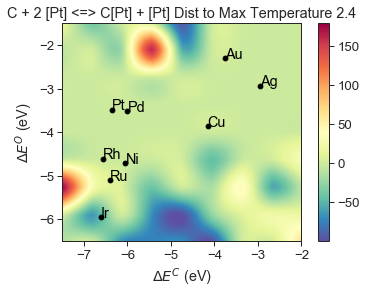 C + 2 [Pt] <=> C[Pt] + [Pt] Dist to Max Temperature 2.4
−2
−3
−4
−5
−6
ΔE^O (eV)
Au
Ag
Pt
Pd
Cu
Rh
Ni
Ru
Ir
−7
−6
−5
−4
−3
−2
ΔE^C (eV)
150
100
50
0
−50